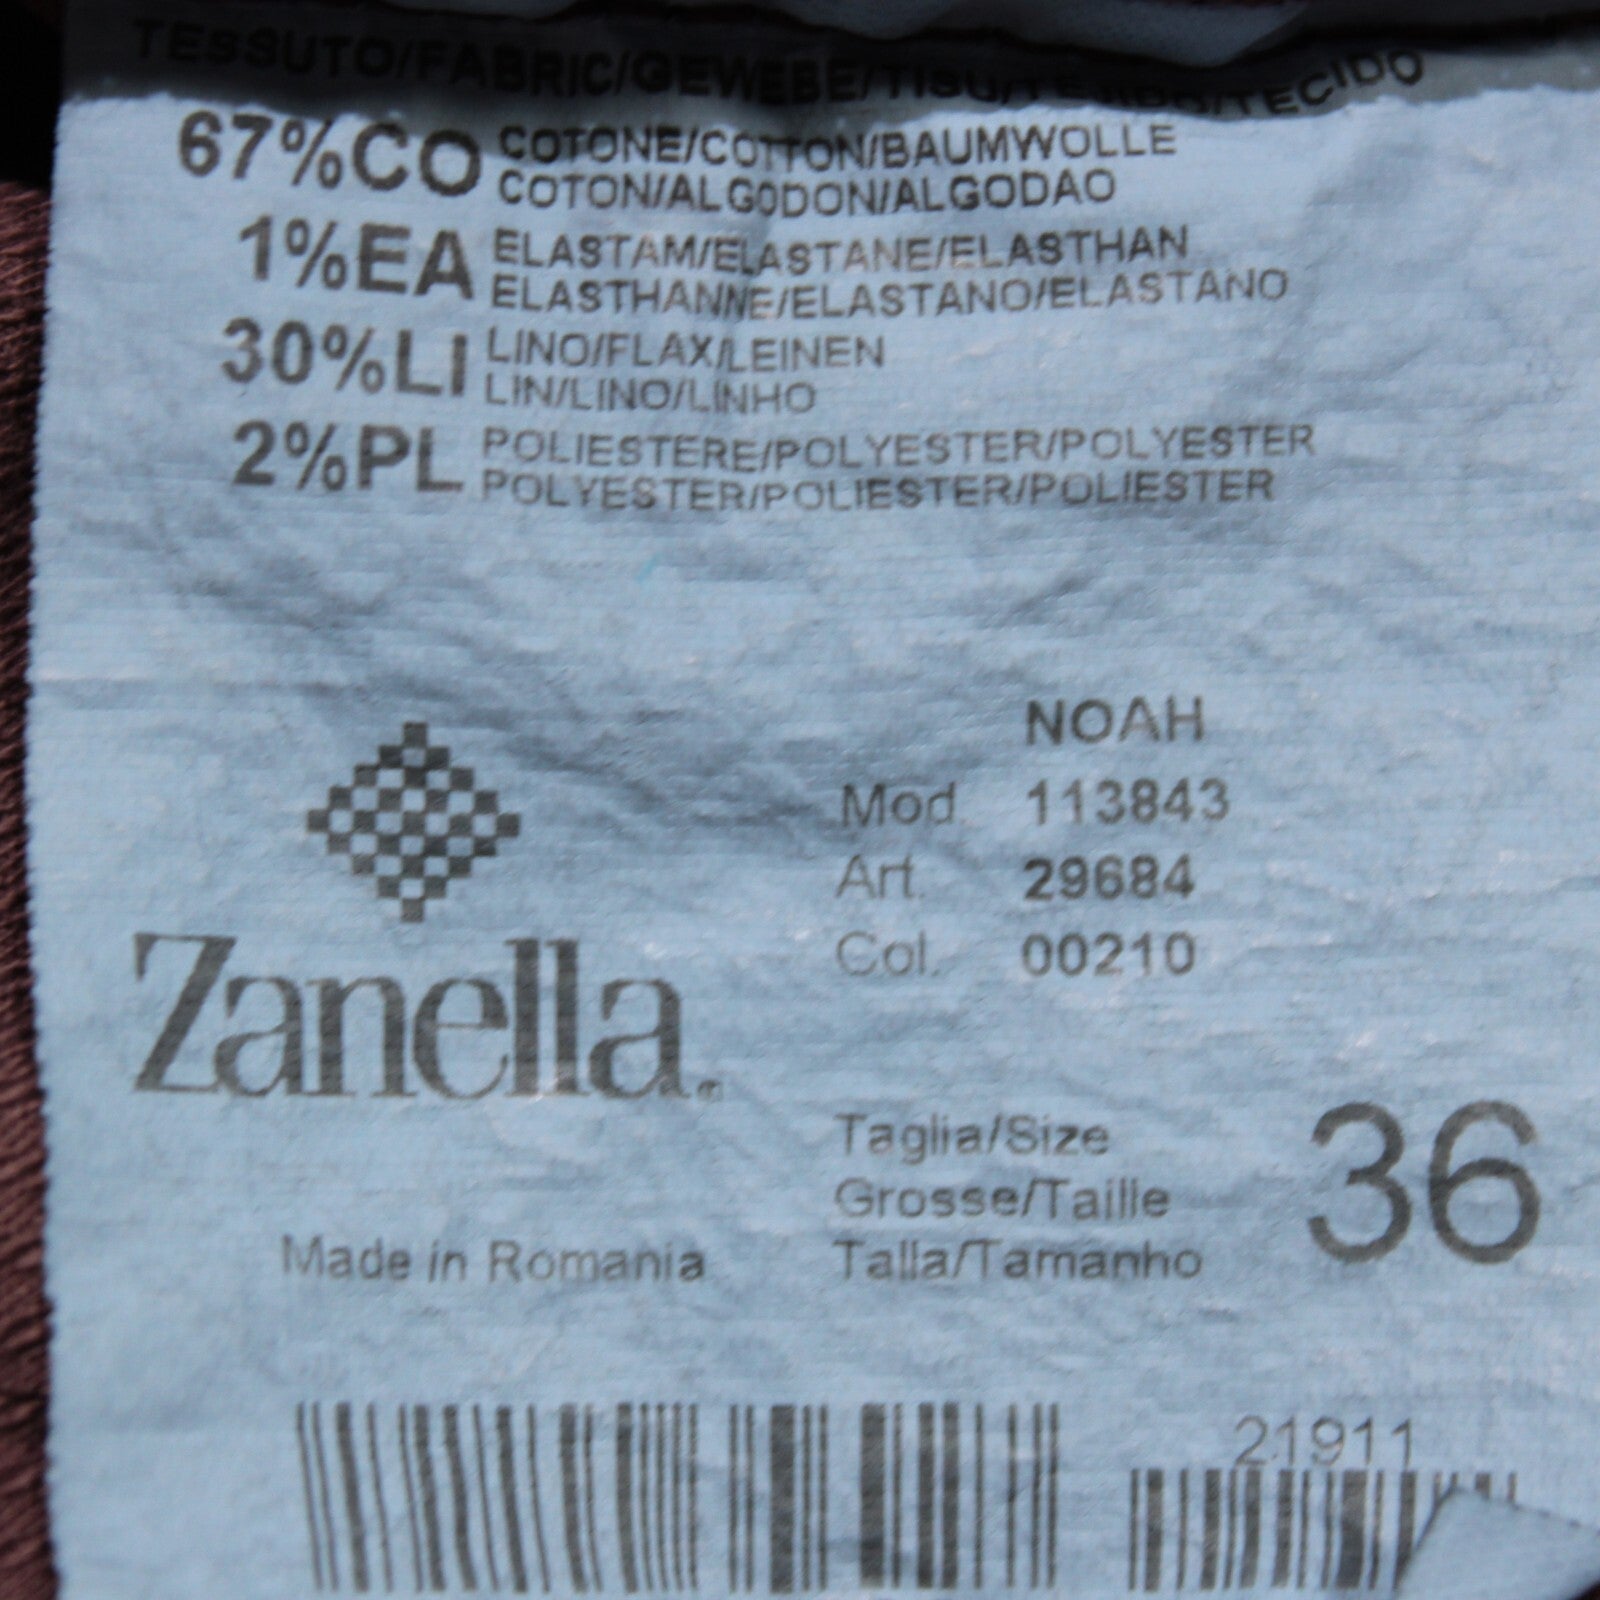 TESSUTO/FABRIC/GEWEBE/TISSU/TEJIDO/TECIDO
67%CO COTONE/COTTON/BAUMWOLLE
COTON/ALGODON/ALGODAO
1%EA ELASTAM/ELASTANE/ELASTHAN
ELASTHANNE/ELASTANO/ELASTANO
30%LI LINO/FLAX/LEINEN
LIN/LINO/LINHO
2%PL POLIESTERE/POLYESTER/POLYESTER
POLYESTER/POLIESTER/POLIESTER
NOAH
Mod. 113843
Art. 29684
Col. 00210
Zanella
Made in Romania
Taglia/Size
Grosse/Taille
Talla/Tamanho
36
21911